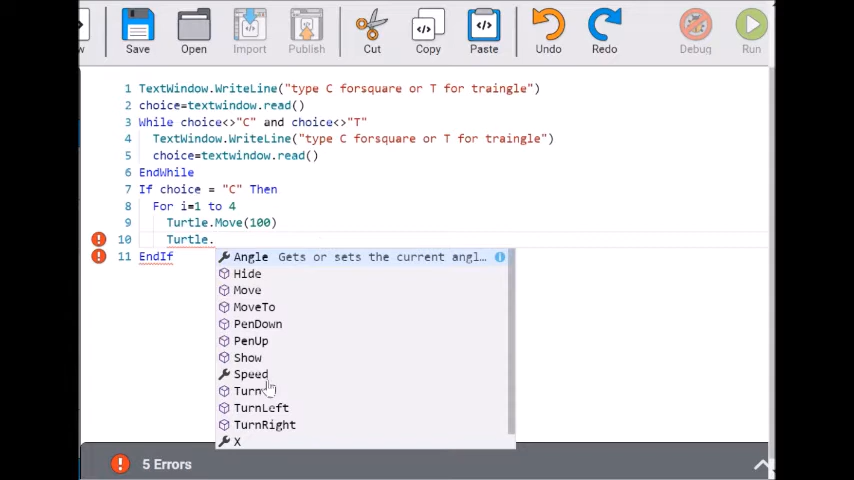 w Save Open Import Publish Cut Copy Paste Undo Redo Debug Run
1 TextWindow.WriteLine("type C forsquare or T for traingle")
2 choice=textwindow.read()
3 While choice<>"C" and choice<>"T"
4 TextWindow.WriteLine("type C forsquare or T for traingle")
5 choice=textwindow.read()
6 EndWhile
7 If choice = "C" Then
8 For i=1 to 4
9 Turtle.Move(100)
10 Turtle.
11 EndIf
Angle Gets or sets the current angl…
Hide
Move
MoveTo
PenDown
PenUp
Show
Speed
Turn
TurnLeft
TurnRight
X
5 Errors